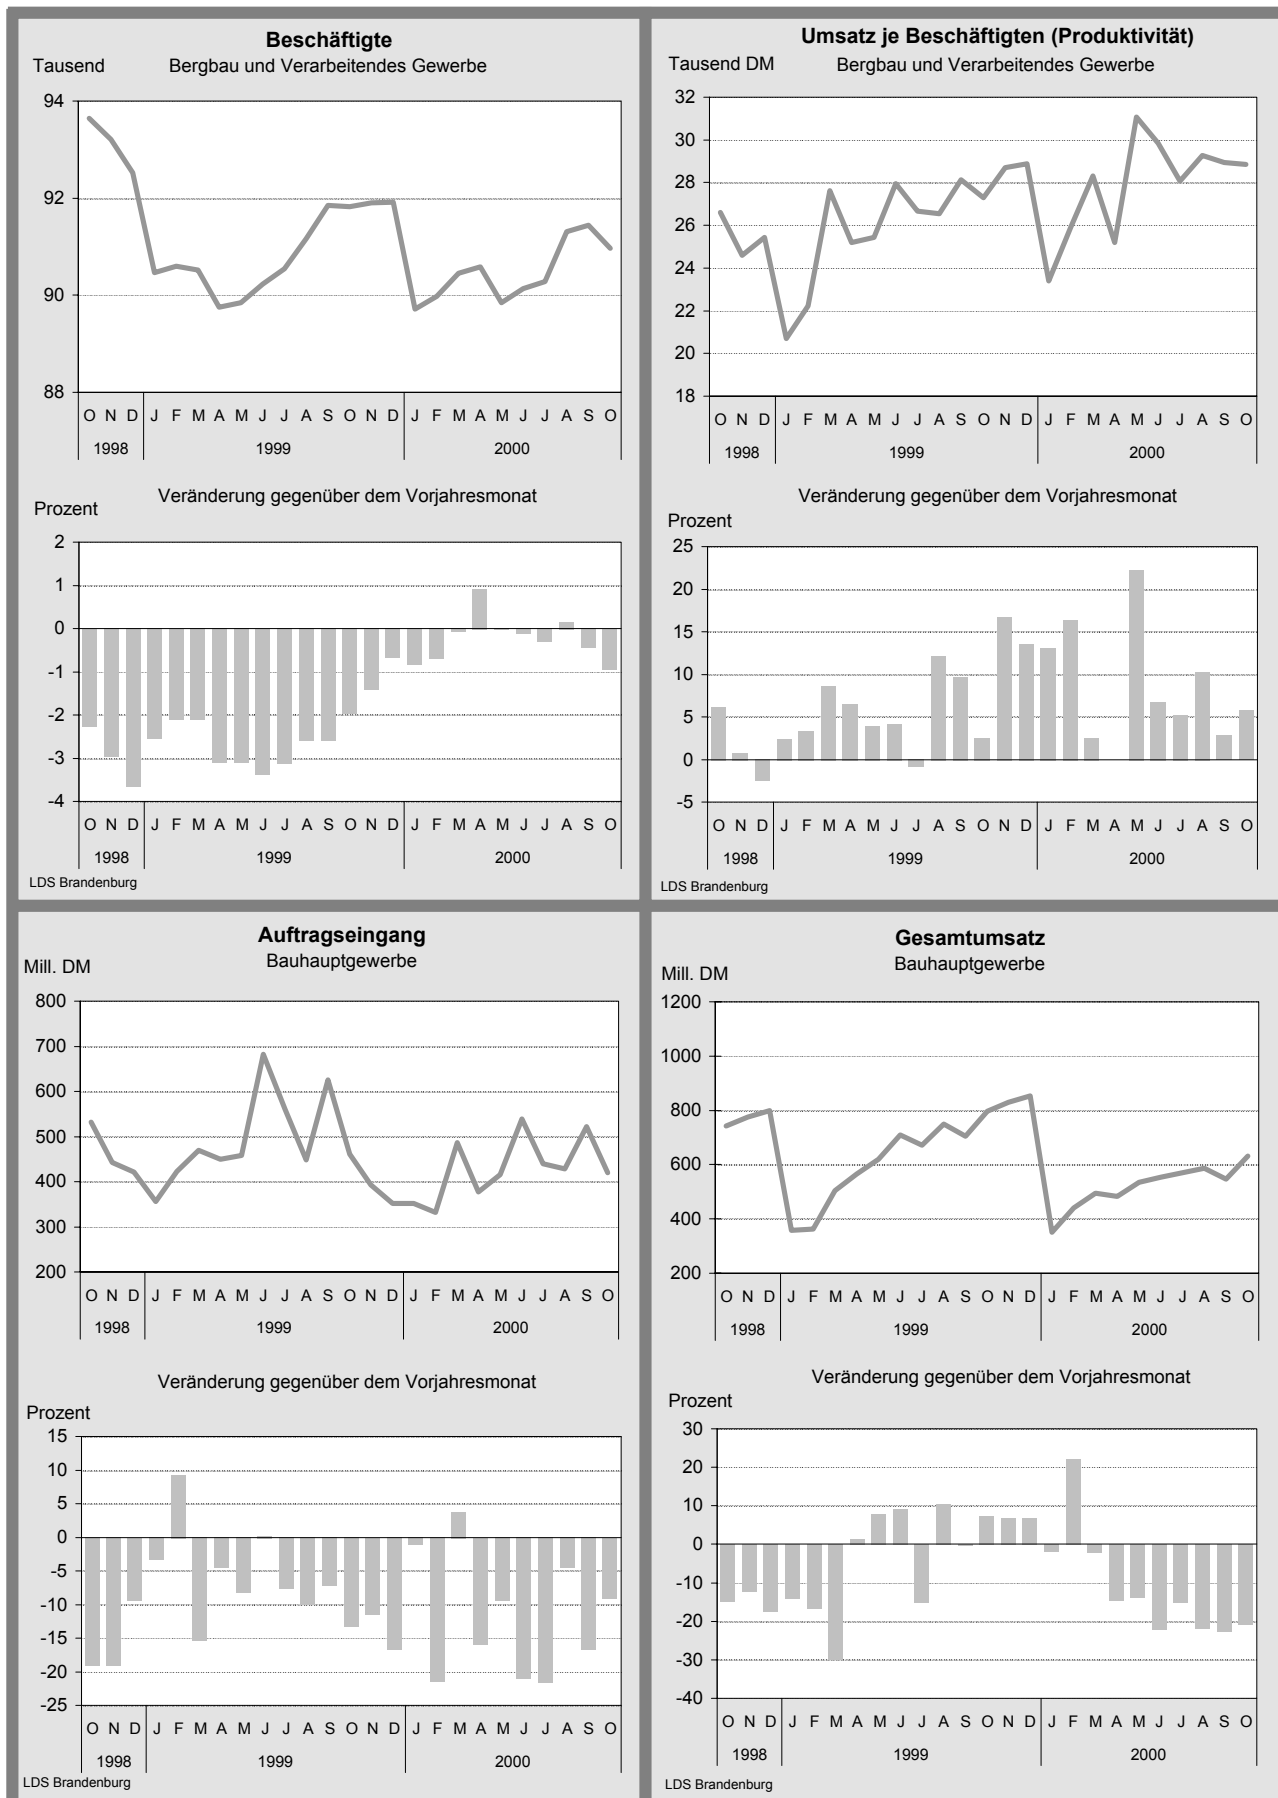 Beschäftigte
Tausend Bergbau und Verarbeitendes Gewerbe
94
92
90
88
O N D J F M A M J J A S O N D J F M A M J J A S O
1998 1999 2000
Veränderung gegenüber dem Vorjahresmonat
Prozent
2
1
0
-1
-2
-3
-4
O N D J F M A M J J A S O N D J F M A M J J A S O
1998 1999 2000
LDS Brandenburg
Umsatz je Beschäftigten (Produktivität)
Tausend DM Bergbau und Verarbeitendes Gewerbe
32
30
28
26
24
22
20
18
O N D J F M A M J J A S O N D J F M A M J J A S O
1998 1999 2000
Veränderung gegenüber dem Vorjahresmonat
Prozent
25
20
15
10
5
0
-5
O N D J F M A M J J A S O N D J F M A M J J A S O
1998 1999 2000
LDS Brandenburg
Auftragseingang
Bauhauptgewerbe
Mill. DM
800
700
600
500
400
300
200
O N D J F M A M J J A S O N D J F M A M J J A S O
1998 1999 2000
Veränderung gegenüber dem Vorjahresmonat
Prozent
15
10
5
0
-5
-10
-15
-20
-25
O N D J F M A M J J A S O N D J F M A M J J A S O
1998 1999 2000
LDS Brandenburg
Gesamtumsatz
Bauhauptgewerbe
Mill. DM
1200
1000
800
600
400
200
O N D J F M A M J J A S O N D J F M A M J J A S O
1998 1999 2000
Veränderung gegenüber dem Vorjahresmonat
Prozent
30
20
10
0
-10
-20
-30
-40
O N D J F M A M J J A S O N D J F M A M J J A S O
1998 1999 2000
LDS Brandenburg